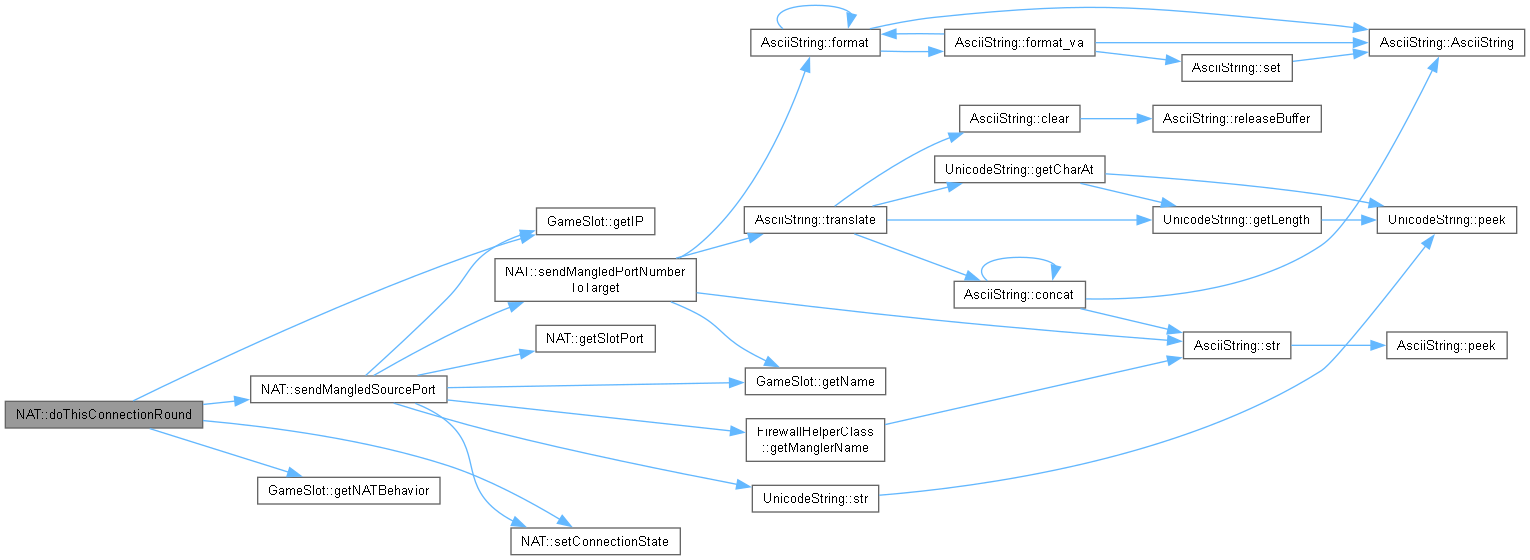 AsciiString::format
AsciiString::format_va
AsciiString::AsciiString
AsciiString::set
AsciiString::clear
AsciiString::releaseBuffer
UnicodeString::getCharAt
GameSlot::getIP
AsciiString::translate
UnicodeString::getLength
UnicodeString::peek
NAT::sendMangledPortNumber
ToTarget
AsciiString::concat
NAT::getSlotPort
AsciiString::str
AsciiString::peek
NAT::sendMangledSourcePort
GameSlot::getName
NAT::doThisConnectionRound
FirewallHelperClass
::getManglerName
GameSlot::getNATBehavior
UnicodeString::str
NAT::setConnectionState